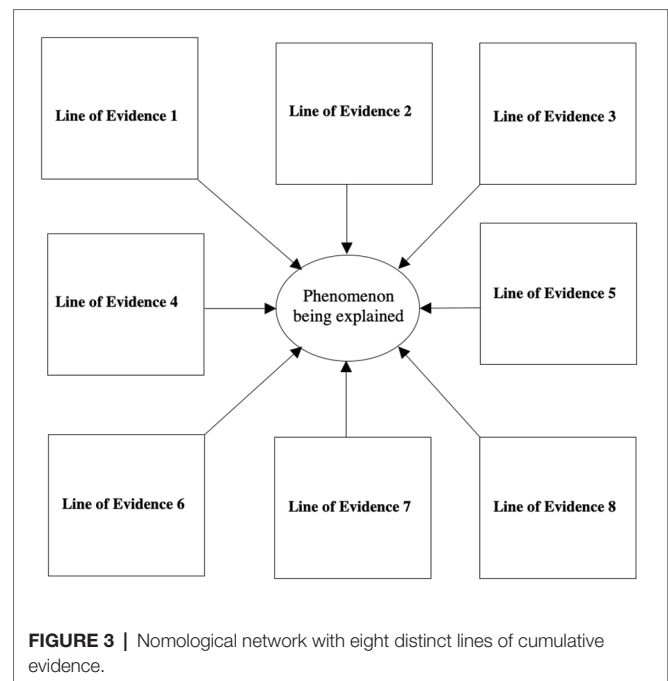 Line of Evidence 1
Line of Evidence 2
Line of Evidence 3
Line of Evidence 4
Phenomenon
being explained
Line of Evidence 5
Line of Evidence 6
Line of Evidence 7
Line of Evidence 8
FIGURE 3 | Nomological network with eight distinct lines of cumulative
evidence.